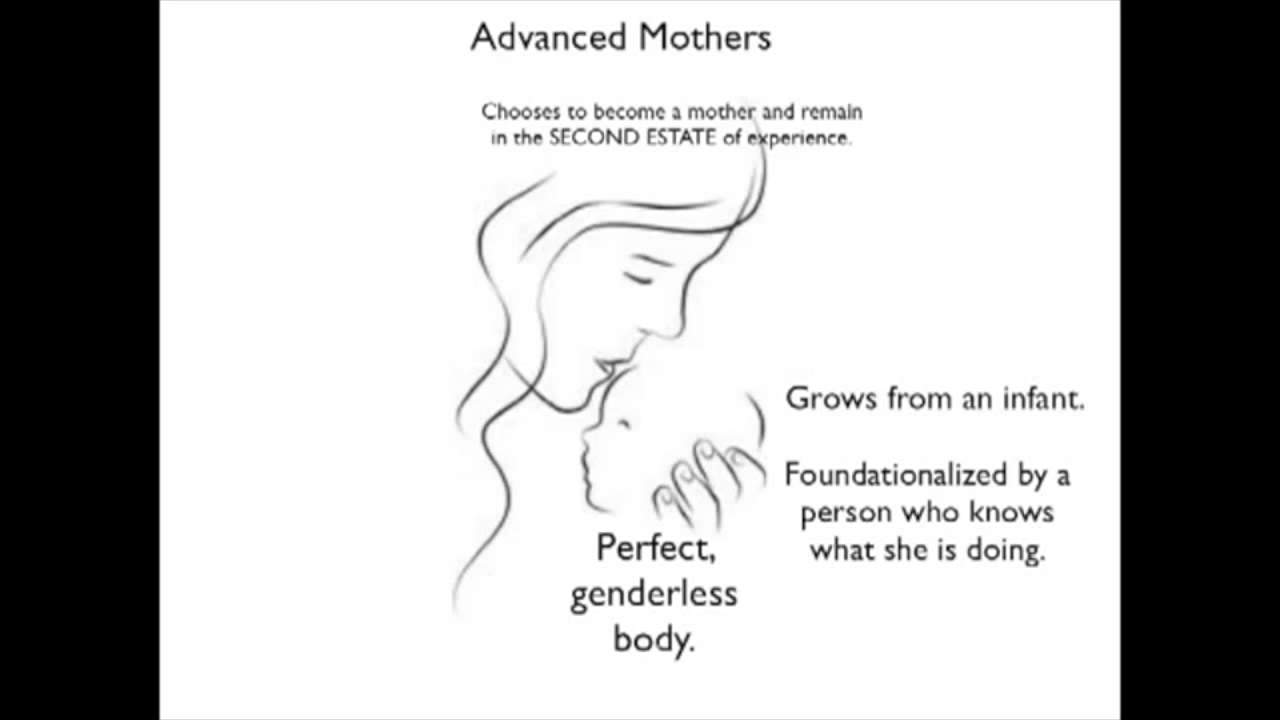 Advanced Mothers
Chooses to become a mother and remain
in the SECOND ESTATE of experience.
Grows from an infant.
Foundationalized by a
person who knows
what she is doing.
Perfect,
genderless
body.